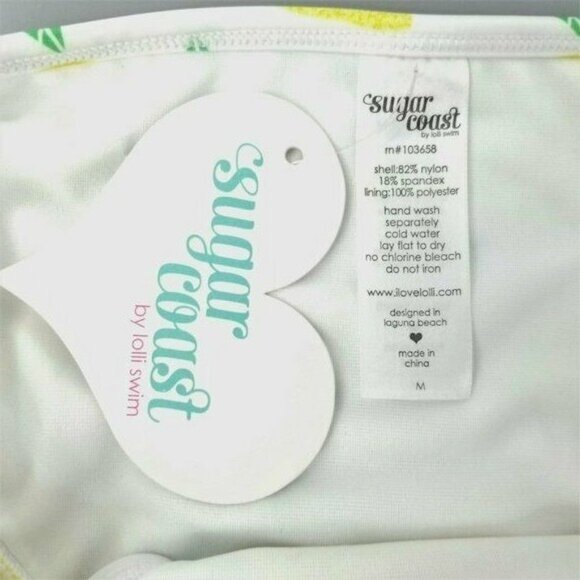 sugar
coast
by lolli swim
sugar
coast
by lolli swim
rn#103658
shell:82% nylon
18% spandex
lining:100% polyester
hand wash
separately
cold water
lay flat to dry
no chlorine bleach
do not iron
www.ilovelolli.com
designed in
laguna beach
made in
china
M